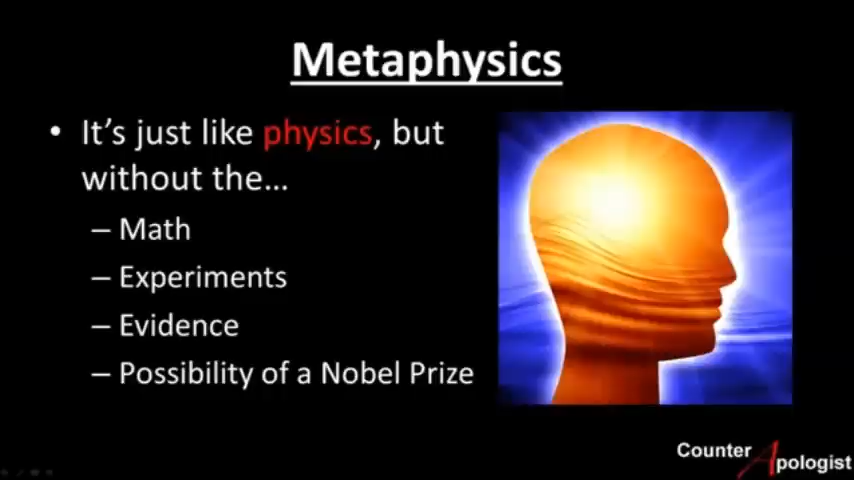 Metaphysics
• It's just like physics, but
without the...
– Math
– Experiments
– Evidence
– Possibility of a Nobel Prize
Counter Apologist